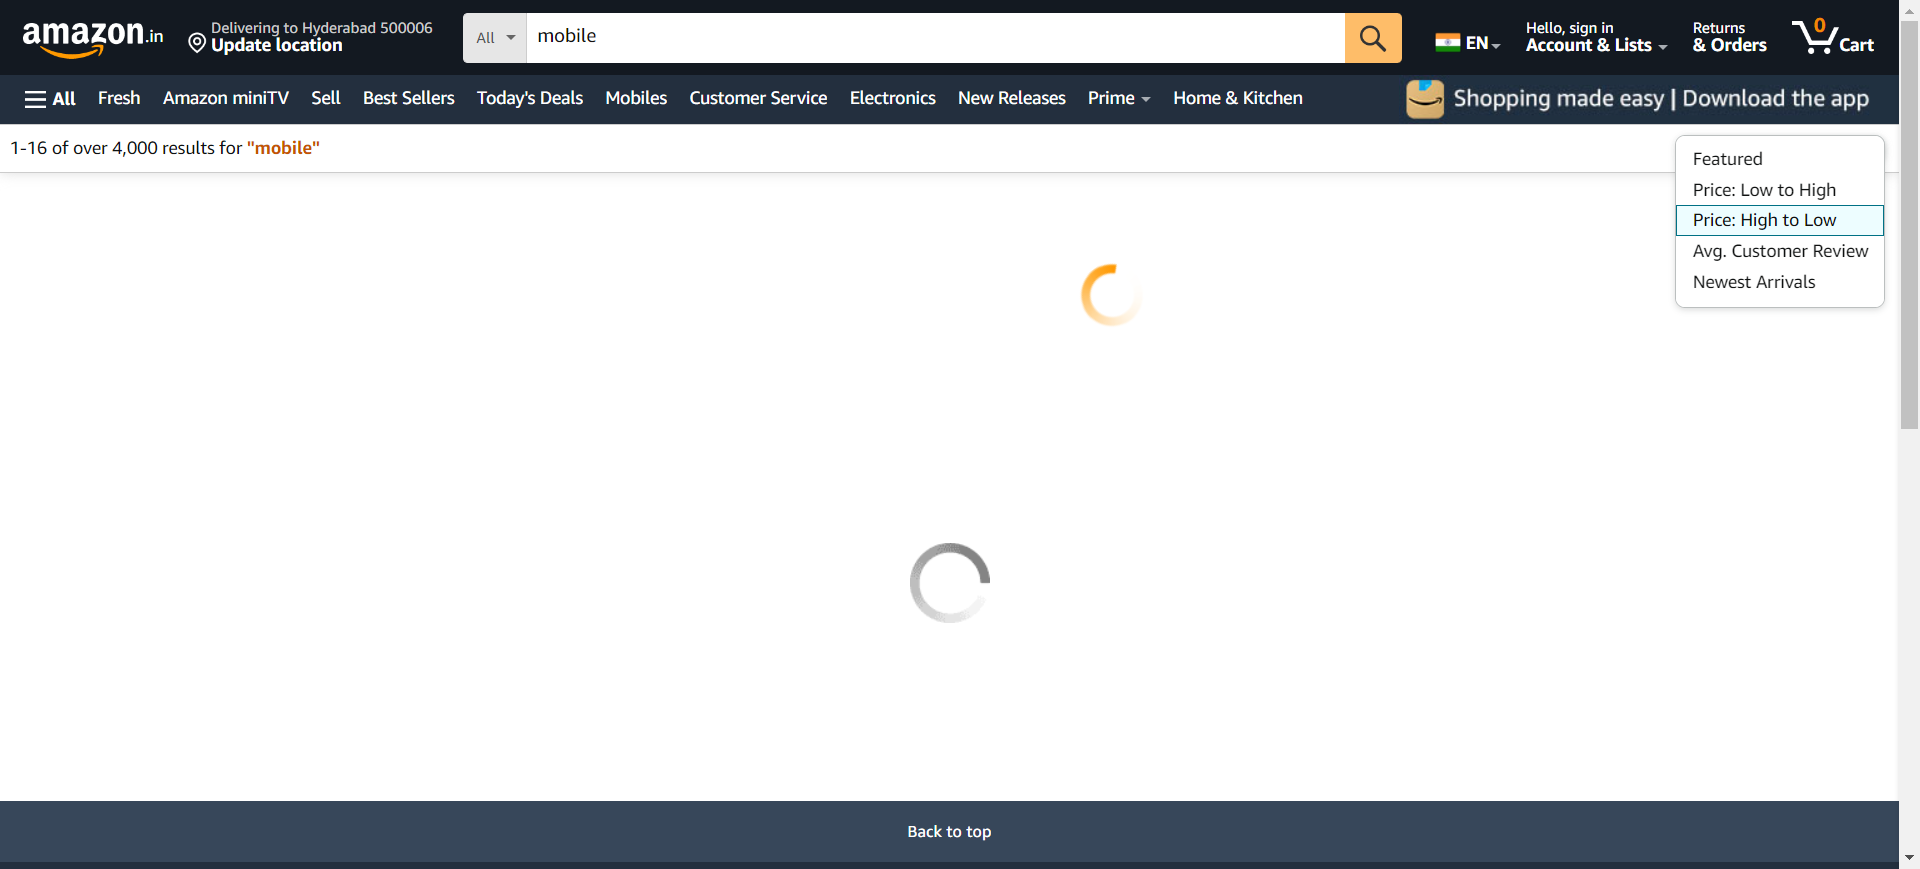 amazon.in
Delivering to Hyderabad 500006
Update location
All
mobile
EN
Hello, sign in
Account & Lists
Returns
& Orders
0
Cart
All
Fresh
Amazon miniTV
Sell
Best Sellers
Today's Deals
Mobiles
Customer Service
Electronics
New Releases
Prime
Home & Kitchen
Shopping made easy | Download the app
1-16 of over 4,000 results for "mobile"
Featured
Price: Low to High
Price: High to Low
Avg. Customer Review
Newest Arrivals
Back to top